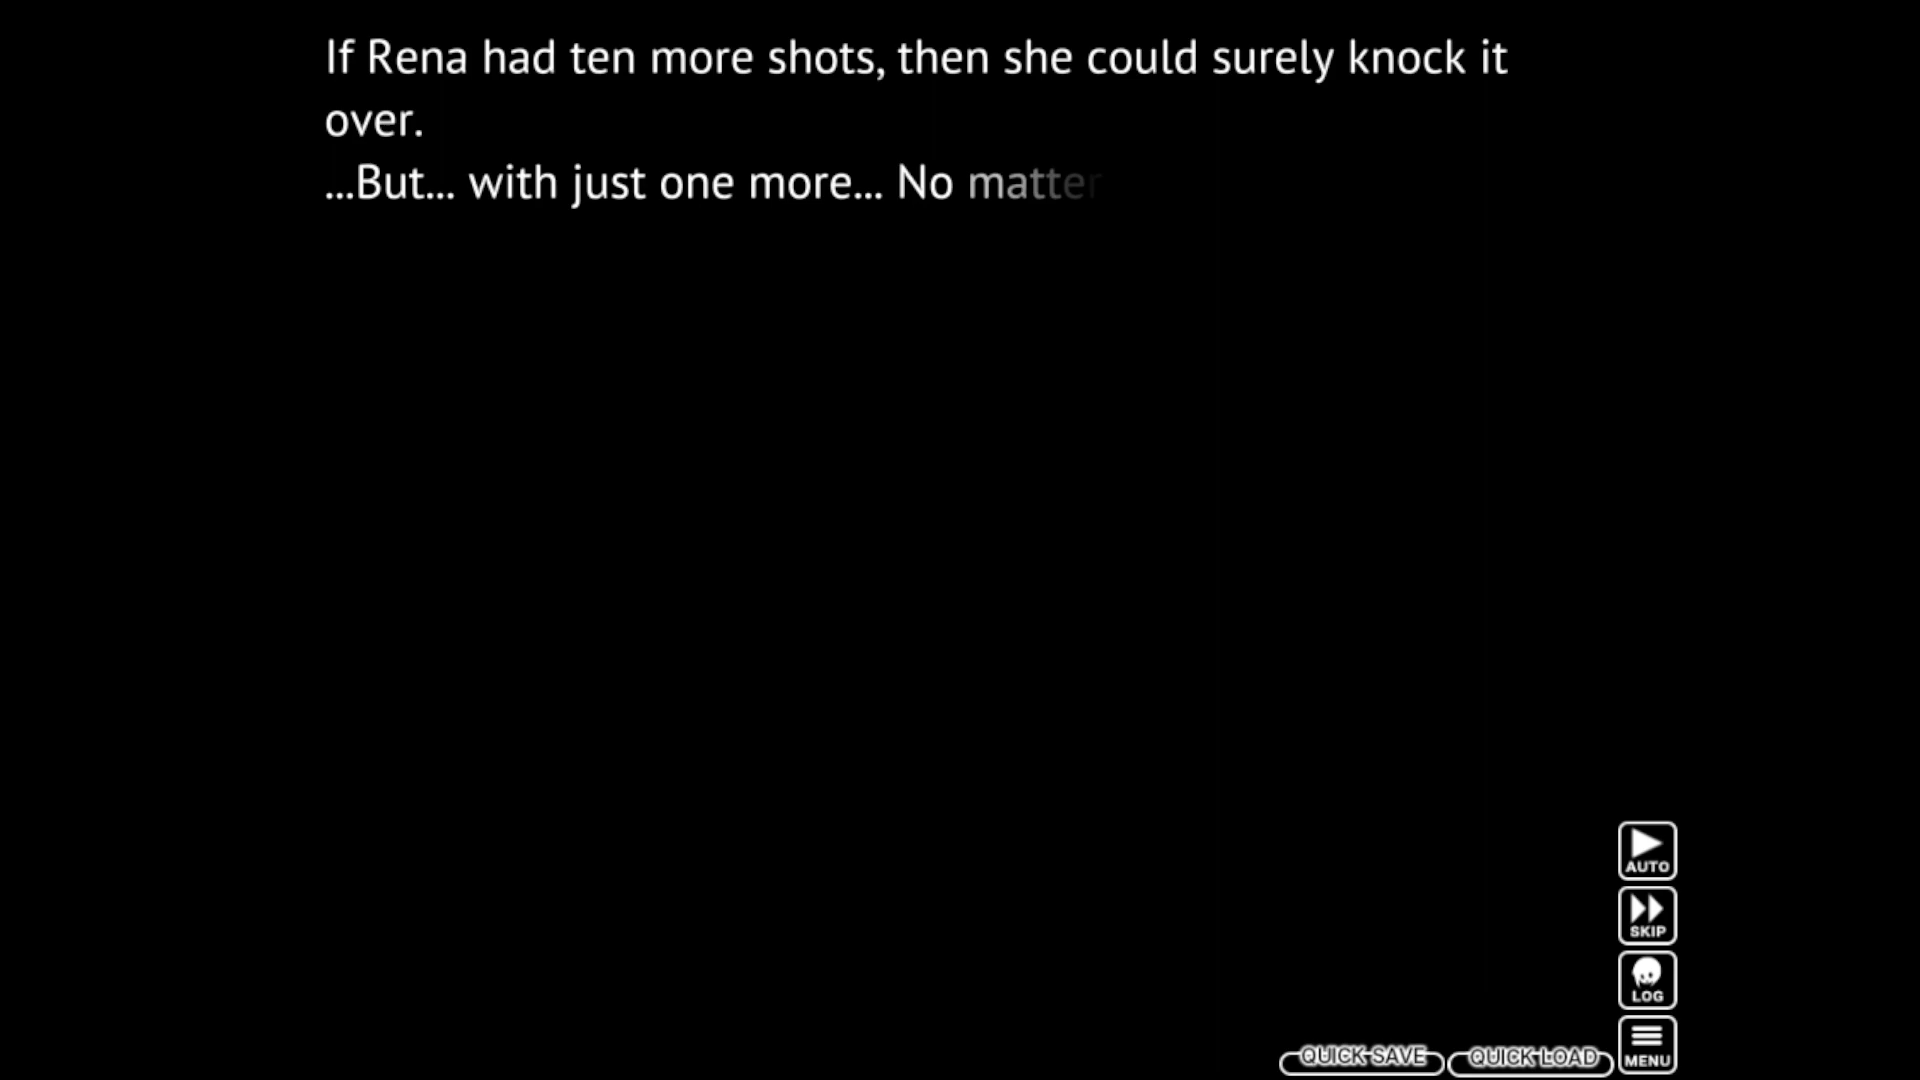 If Rena had ten more shots, then she could surely knock it
over.
...But... with just one more... No matter
AUTO
SKIP
LOG
QUICK SAVE QUICK LOAD MENU